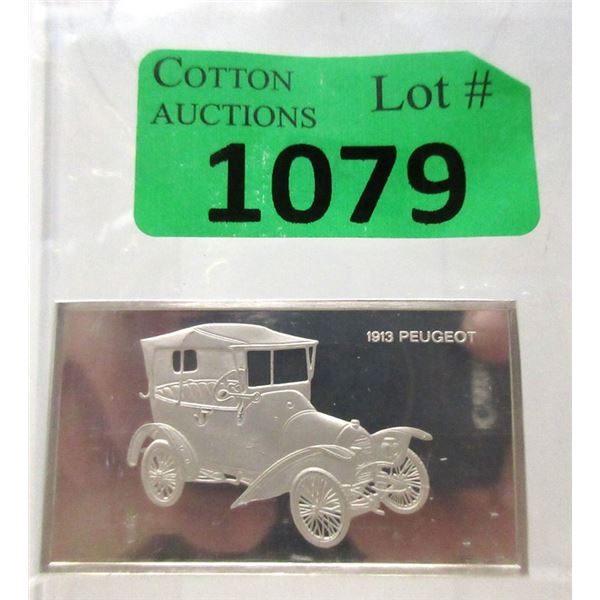 COTTON
AUCTIONS
Lot #
1079
1913 PEUGEOT